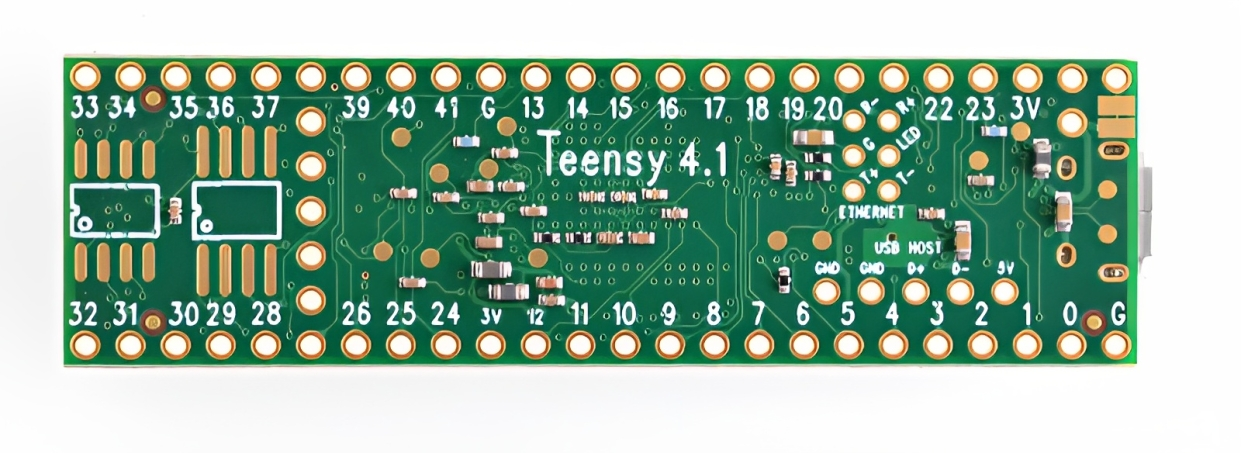 33 34 35 36 37 39 40 41 G 13 14 15 16 17 18 19 20 22 23 3V
R- R+
G LED
T+ T-
Teensy 4.1
ETHERNET
USB HOST
GND GND D+ D- 5V
32 31 30 29 28 26 25 24 3V 12 11 10 9 8 7 6 5 4 3 2 1 0 G